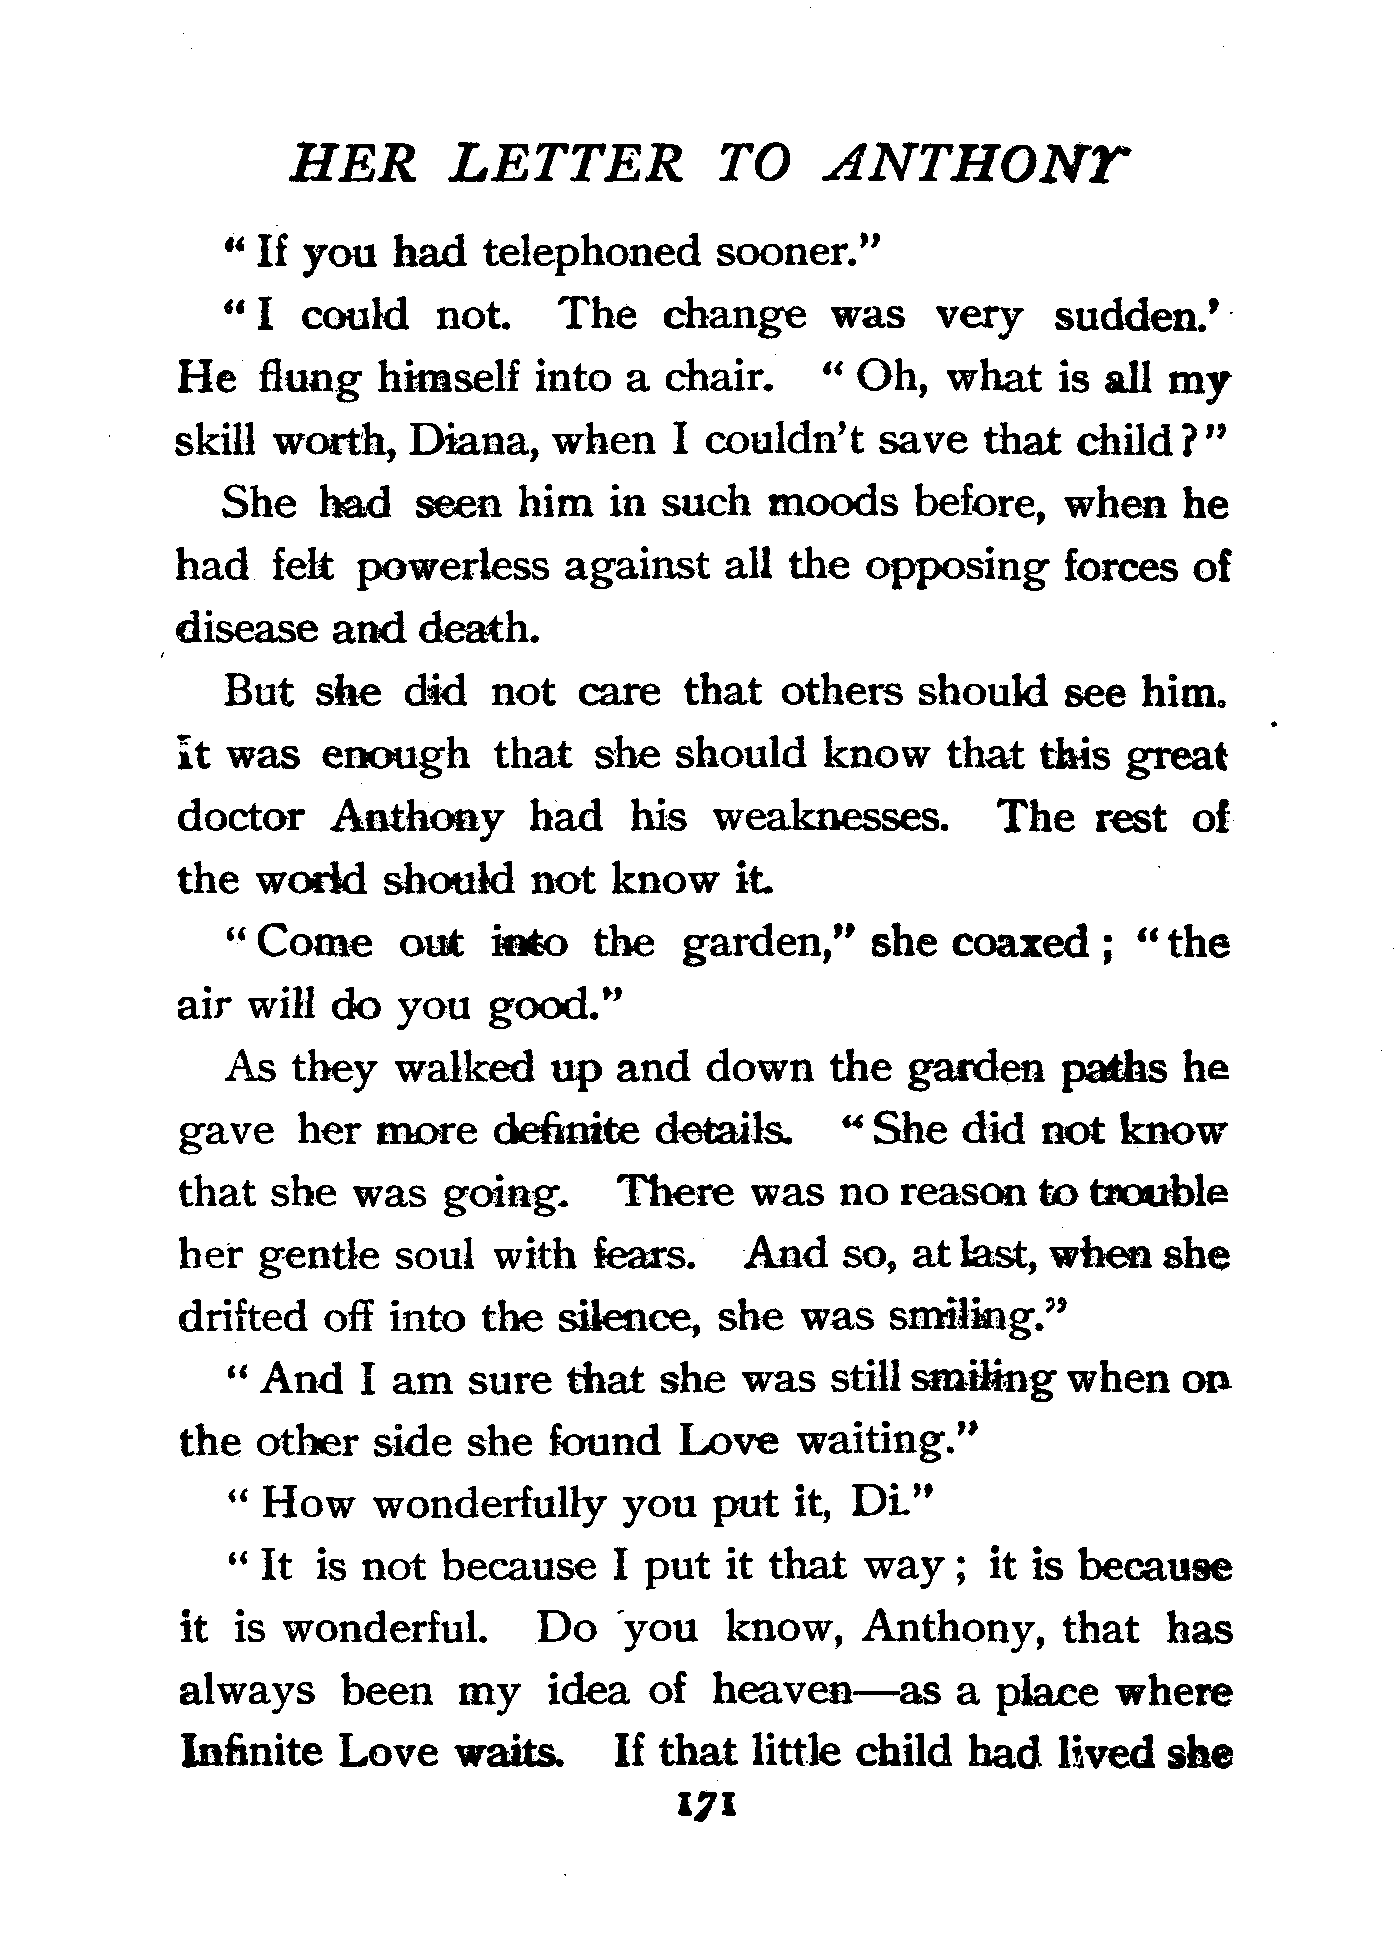 HER LETTER TO ANTHONY
“ If you had telephoned sooner.”
“ I could not. The change was very sudden.’
He flung himself into a chair. “ Oh, what is all my
skill worth, Diana, when I couldn’t save that child ? ”
She had seen him in such moods before, when he
had felt powerless against all the opposing forces of
disease and death.
But she did not care that others should see him.
It was enough that she should know that this great
doctor Anthony had his weaknesses. The rest of
the world should not know it.
“ Come out into the garden,” she coaxed ; “ the
air will do you good.”
As they walked up and down the garden paths he
gave her more definite details. “ She did not know
that she was going. There was no reason to trouble
her gentle soul with fears. And so, at last, when she
drifted off into the silence, she was smiling.”
“ And I am sure that she was still smiling when on
the other side she found Love waiting.”
“ How wonderfully you put it, Di.”
“ It is not because I put it that way ; it is because
it is wonderful. Do you know, Anthony, that has
always been my idea of heaven—as a place where
Infinite Love waits. If that little child had lived she
171